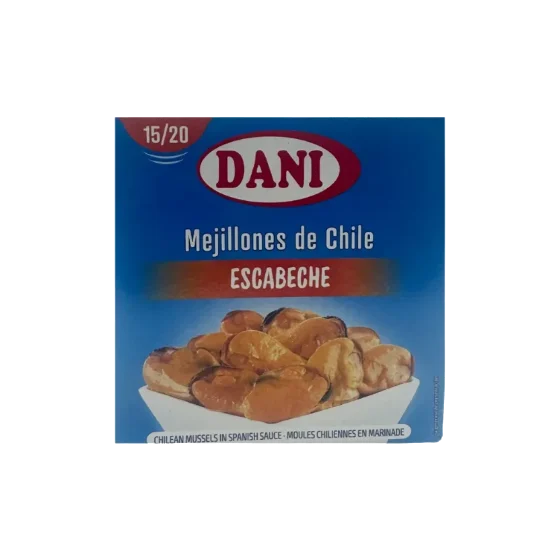 15/20
DANI
Mejillones de Chile
ESCABECHE
CHILEAN MUSSELS IN SPANISH SAUCE - MOULES CHILIENNES EN MARINADE